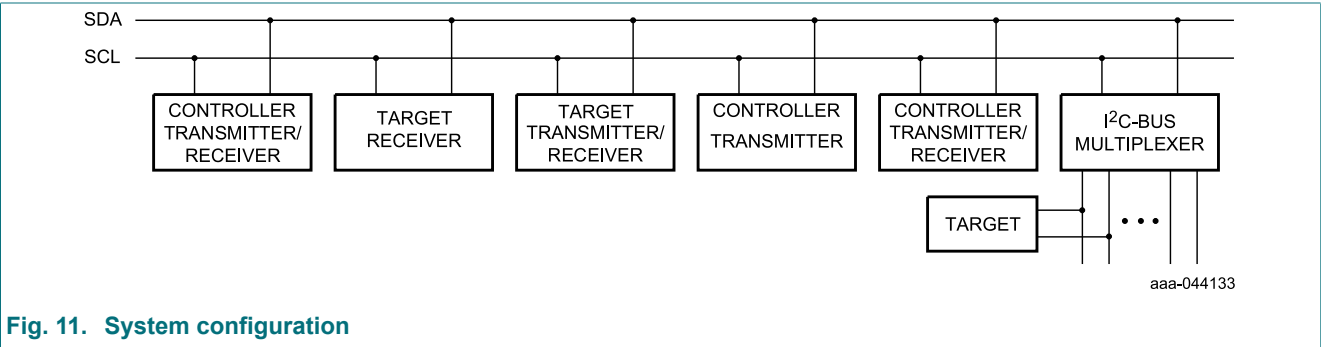 SDA
SCL
CONTROLLER
TRANSMITTER/
RECEIVER
TARGET
RECEIVER
TARGET
TRANSMITTER/
RECEIVER
CONTROLLER
TRANSMITTER
CONTROLLER
TRANSMITTER/
RECEIVER
I²C-BUS
MULTIPLEXER
TARGET
aaa-044133
Fig. 11. System configuration